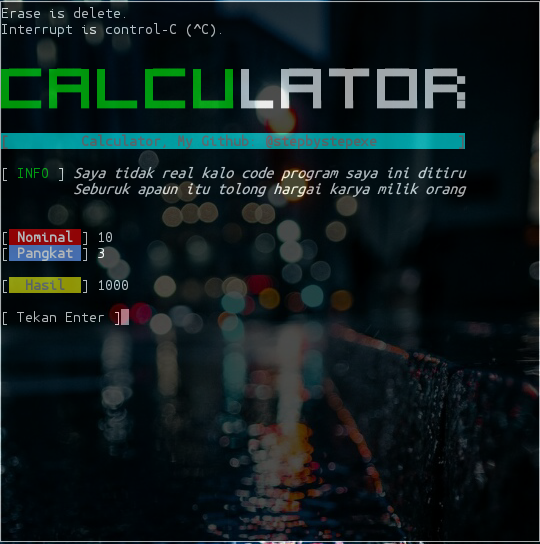 Erase is delete.
Interrupt is control-C (^C).
CALCULATOR
[ Calculator, My Github: @stepbystepexe ]
[ INFO ] Saya tidak real kalo code program saya ini ditiru
Seburuk apaun itu tolong hargai karya milik orang
[ Nominal ] 10
[ Pangkat ] 3
[ Hasil ] 1000
[ Tekan Enter ]